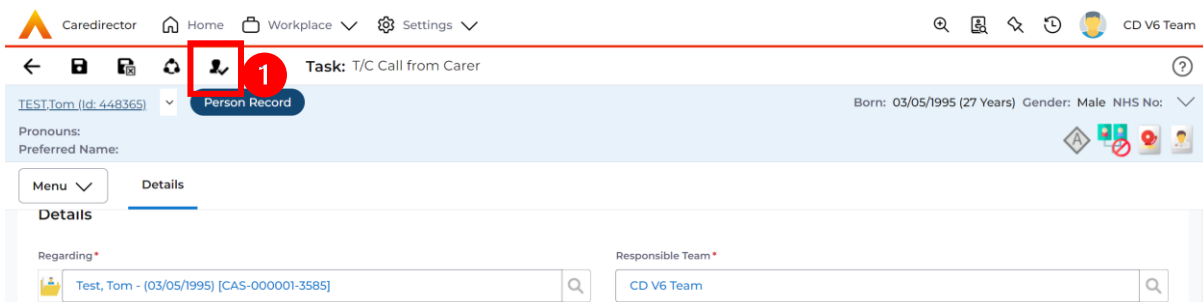 Caredirector Home Workplace Settings CD V6 Team
1 Task: T/C Call from Carer ?
TEST,Tom (Id: 448365) Person Record Born: 03/05/1995 (27 Years) Gender: Male NHS No:
Pronouns:
Preferred Name:
A
Menu Details
Details
Regarding* Responsible Team*
Test, Tom - (03/05/1995) [CAS-000001-3585] CD V6 Team